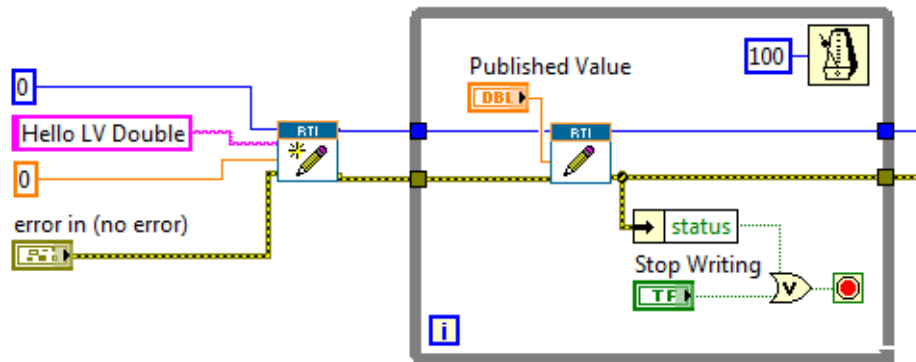 Published Value
100
0
DBL
Hello LV Double
RTI
RTI
0
error in (no error)
status
Stop Writing
TF
V
i